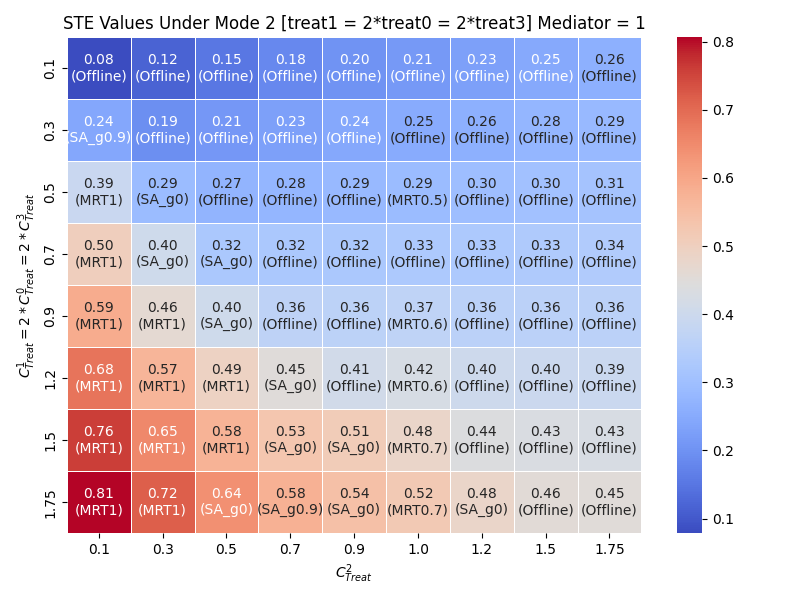 STE Values Under Mode 2 [treat1 = 2*treat0 = 2*treat3] Mediator = 1
0.1 0.08 0.12 0.15 0.18 0.20 0.21 0.23 0.25 0.26
(Offline) (Offline) (Offline) (Offline) (Offline) (Offline) (Offline) (Offline) (Offline)
0.3 0.24 0.19 0.21 0.23 0.24 0.25 0.26 0.28 0.29
(SA_g0.9) (Offline) (Offline) (Offline) (Offline) (Offline) (Offline) (Offline) (Offline)
0.5 0.39 0.29 0.27 0.28 0.29 0.29 0.30 0.30 0.31
(MRT1) (SA_g0) (Offline) (Offline) (Offline) (MRT0.5) (Offline) (Offline) (Offline)
0.7 0.50 0.40 0.32 0.32 0.32 0.33 0.33 0.33 0.34
(MRT1) (SA_g0) (SA_g0) (Offline) (Offline) (Offline) (Offline) (Offline) (Offline)
0.9 0.59 0.46 0.40 0.36 0.36 0.37 0.36 0.36 0.36
(MRT1) (MRT1) (SA_g0) (Offline) (Offline) (MRT0.6) (Offline) (Offline) (Offline)
1.2 0.68 0.57 0.49 0.45 0.41 0.42 0.40 0.40 0.39
(MRT1) (MRT1) (MRT1) (SA_g0) (Offline) (MRT0.6) (Offline) (Offline) (Offline)
1.5 0.76 0.65 0.58 0.53 0.51 0.48 0.44 0.43 0.43
(MRT1) (MRT1) (MRT1) (SA_g0) (SA_g0) (MRT0.7) (Offline) (Offline) (Offline)
1.75 0.81 0.72 0.64 0.58 0.54 0.52 0.48 0.46 0.45
(MRT1) (MRT1) (SA_g0) (SA_g0.9) (SA_g0) (MRT0.7) (SA_g0) (Offline) (Offline)
0.1 0.3 0.5 0.7 0.9 1.0 1.2 1.5 1.75
C²_Treat
C¹_Treat = 2 * C⁰_Treat = 2 * C³_Treat
0.8
0.7
0.6
0.5
0.4
0.3
0.2
0.1